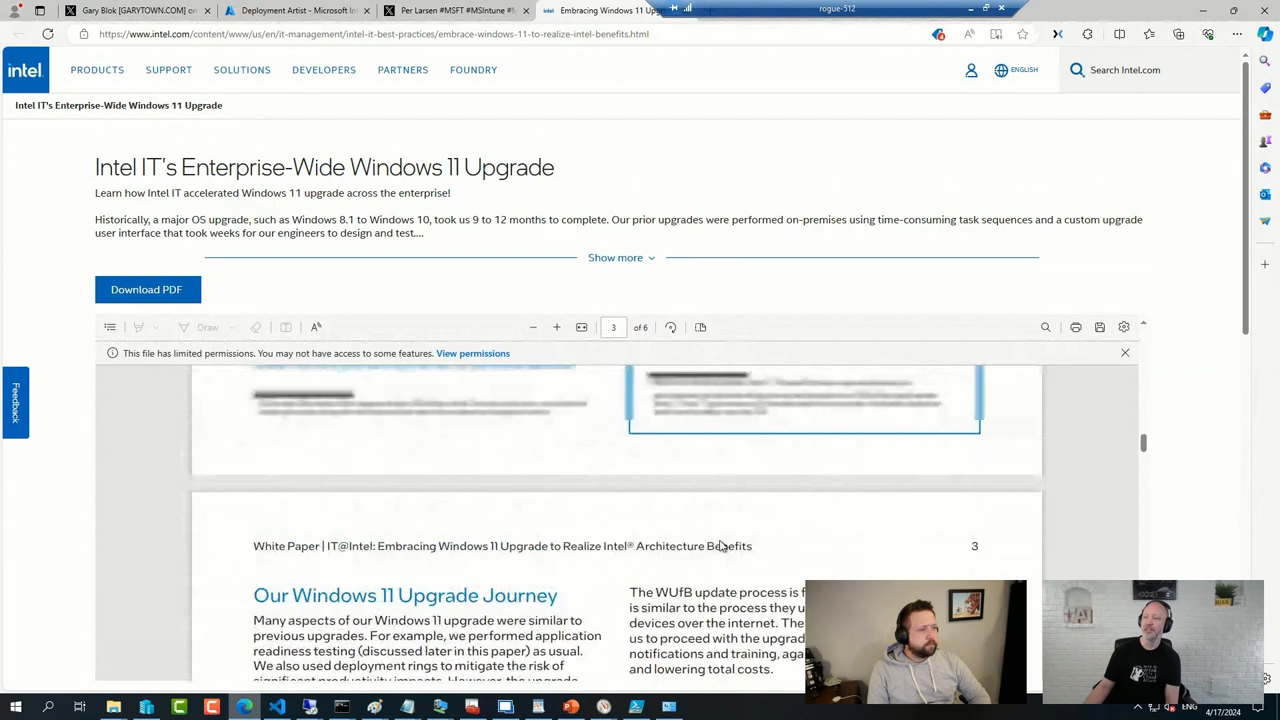 Gary Blok [GARYTOWN.COM] on
Deployment Artist - Microsoft Int
Per Larsen #MSFT #MSIntune #M
Embracing Windows 11 Upg
rogue-512
https://www.intel.com/content/www/us/en/it-management/intel-it-best-practices/embrace-windows-11-to-realize-intel-benefits.html
4
intel
PRODUCTS
SUPPORT
SOLUTIONS
DEVELOPERS
PARTNERS
FOUNDRY
ENGLISH
Search Intel.com
Intel IT's Enterprise-Wide Windows 11 Upgrade
Intel IT's Enterprise-Wide Windows 11 Upgrade
Learn how Intel IT accelerated Windows 11 upgrade across the enterprise!
Historically, a major OS upgrade, such as Windows 8.1 to Windows 10, took us 9 to 12 months to complete. Our prior upgrades were performed on-premises using time-consuming task sequences and a custom upgrade
user interface that took weeks for our engineers to design and test....
Show more
Download PDF
Draw
3
of 6
This file has limited permissions. You may not have access to some features. View permissions
Feedback
White Paper | IT@Intel: Embracing Windows 11 Upgrade to Realize Intel® Architecture Benefits
3
Our Windows 11 Upgrade Journey
Many aspects of our Windows 11 upgrade were similar to
previous upgrades. For example, we performed application
readiness testing (discussed later in this paper) as usual.
We also used deployment rings to mitigate the risk of
significant productivity impacts. However, the upgrade
The WUfB update process is f
is similar to the process they u
devices over the internet. The
us to proceed with the upgrad
notifications and training, aga
and lowering total costs.
ENG
4/17/2024